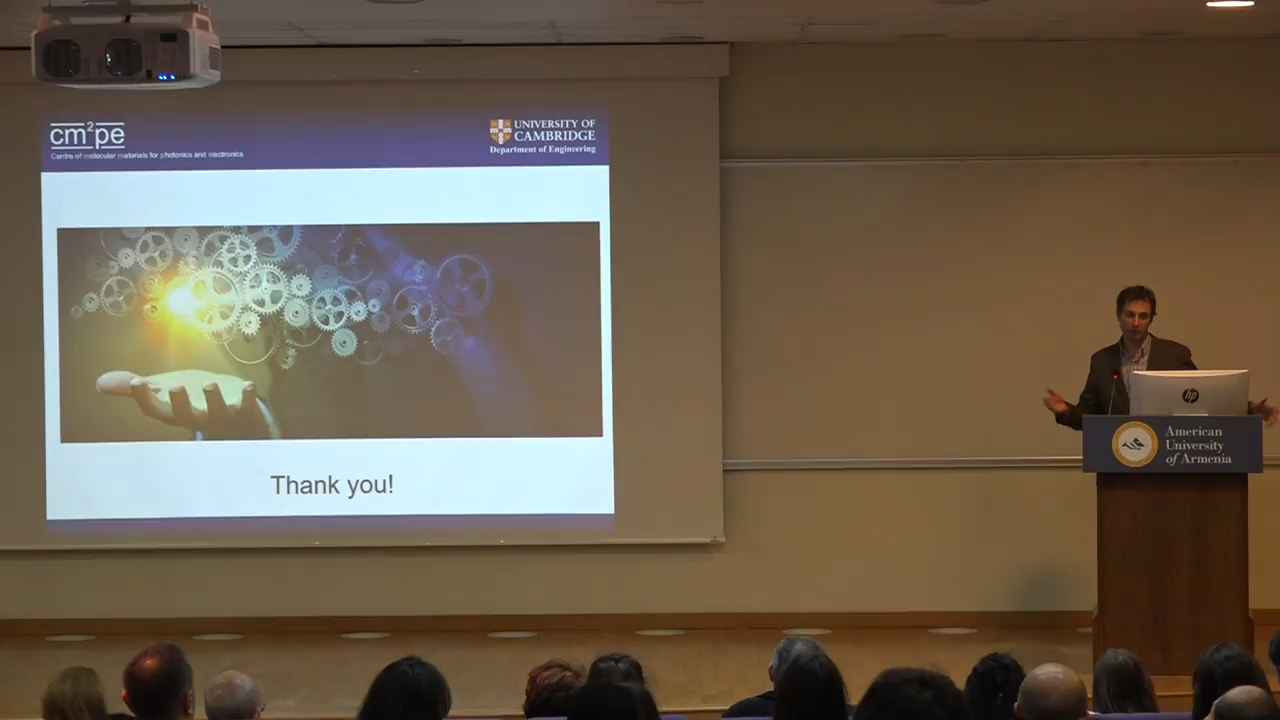 cm²pe
Centre of molecular materials for photonics and electronics
UNIVERSITY OF
CAMBRIDGE
Department of Engineering
Thank you!
hp
American
University
of Armenia